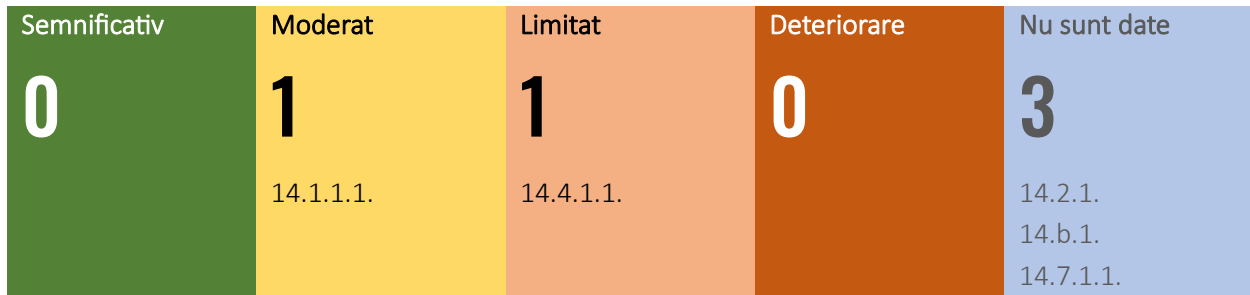 Semnificativ
0
Moderat
1
14.1.1.1.
Limitat
1
14.4.1.1.
Deteriorare
0
Nu sunt date
3
14.2.1.
14.b.1.
14.7.1.1.